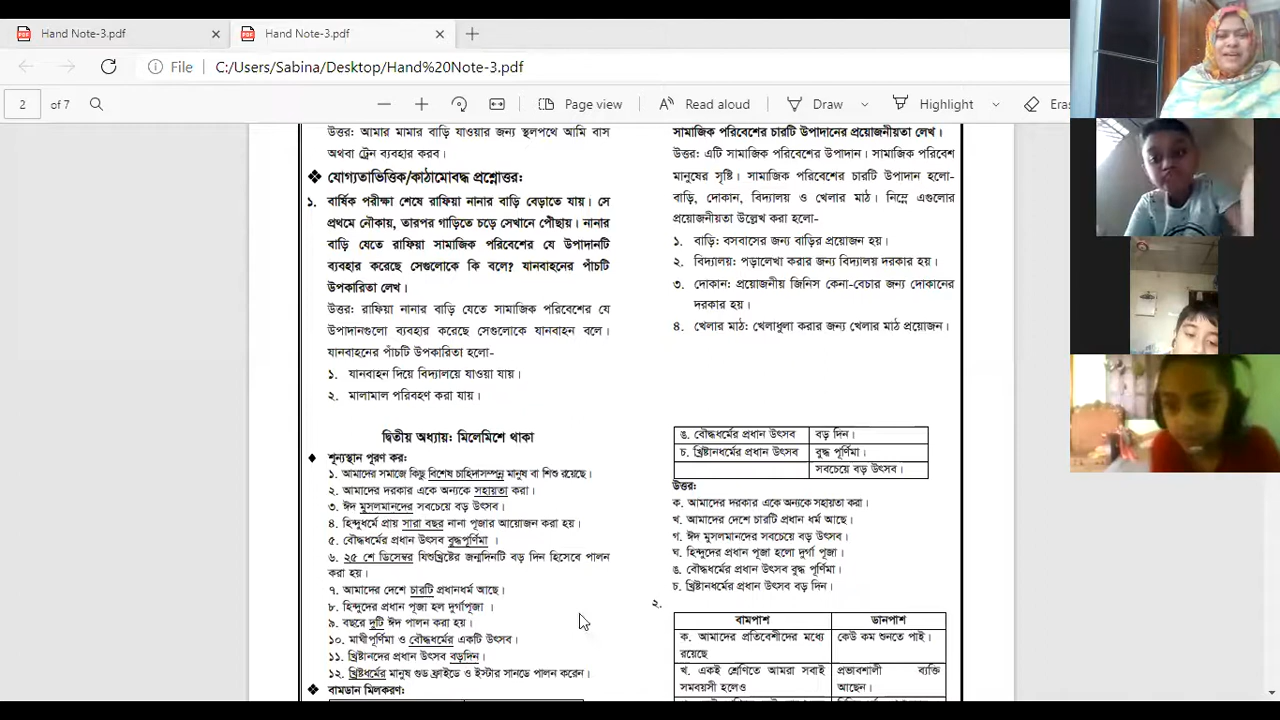 Hand Note-3.pdf
Hand Note-3.pdf
File
C:/Users/Sabina/Desktop/Hand%20Note-3.pdf
2 of 7
Page view
Read aloud
Draw
Highlight
Eras
উত্তর: আমার মামার বাড়ি যাওয়ার জন্য স্থলপথে আমি বাস
অথবা ট্রেন ব্যবহার করব।
❖ যোগ্যতাভিত্তিক/কাঠামোবদ্ধ প্রশ্নোত্তর:
১. বার্ষিক পরীক্ষা শেষে রাফিয়া নানার বাড়ি বেড়াতে যায়। সে
প্রথমে নৌকায়, তারপর গাড়িতে চড়ে সেখানে পৌঁছায়। নানার
বাড়ি যেতে রাফিয়া সামাজিক পরিবেশের যে উপাদানটি
ব্যবহার করেছে সেগুলোকে কি বলে? যানবাহনের পাঁচটি
উপকারিতা লেখ।
উত্তর: রাফিয়া নানার বাড়ি যেতে সামাজিক পরিবেশের যে
উপাদানগুলো ব্যবহার করেছে সেগুলোকে যানবাহন বলে।
যানবাহনের পাঁচটি উপকারিতা হলো-
১. যানবাহন দিয়ে বিদ্যালয়ে যাওয়া যায়।
২. মালামাল পরিবহণ করা যায়।
সামাজিক পরিবেশের চারটি উপাদানের প্রয়োজনীয়তা লেখ।
উত্তর: এটি সামাজিক পরিবেশের উপাদান। সামাজিক পরিবেশ
মানুষের সৃষ্টি। সামাজিক পরিবেশের চারটি উপাদান হলো-
বাড়ি, দোকান, বিদ্যালয় ও খেলার মাঠ। নিম্নে এগুলোর
প্রয়োজনীয়তা উল্লেখ করা হলো-
১. বাড়ি: বসবাসের জন্য বাড়ির প্রয়োজন হয়।
২. বিদ্যালয়: পড়ালেখা করার জন্য বিদ্যালয় দরকার হয়।
৩. দোকান: প্রয়োজনীয় জিনিস কেনা-বেচার জন্য দোকানের
দরকার হয়।
৪. খেলার মাঠ: খেলাধুলা করার জন্য খেলার মাঠ প্রয়োজন।
দ্বিতীয় অধ্যায়: মিলেমিশে থাকা
♦ শূন্যস্থান পূরণ কর:
১. আমাদের সমাজে কিছু বিশেষ চাহিদাসম্পন্ন মানুষ বা শিশু রয়েছে।
২. আমাদের দরকার একে অন্যকে সহায়তা করা।
৩. ঈদ মুসলমানদের সবচেয়ে বড় উৎসব।
৪. হিন্দুধর্মে প্রায় সারা বছর নানা পূজার আয়োজন করা হয়।
৫. বৌদ্ধধর্মের প্রধান উৎসব বুদ্ধপূর্ণিমা ।
৬. ২৫ শে ডিসেম্বর যিশুখ্রিষ্টের জন্মদিনটি বড় দিন হিসেবে পালন
করা হয়।
৭. আমাদের দেশে চারটি প্রধানধর্ম আছে।
৮. হিন্দুদের প্রধান পূজা হল দুর্গাপূজা ।
৯. বছরে দুটি ঈদ পালন করা হয়।
১০. মাঘীপূর্ণিমা ও বৌদ্ধধর্মের একটি উৎসব।
১১. খ্রিষ্টানদের প্রধান উৎসব বড়দিন।
১২. খ্রিষ্টধর্মের মানুষ গুড ফ্রাইডে ও ইস্টার সানডে পালন করেন।
❖ বামডান মিলকরণ:
ঙ. বৌদ্ধধর্মের প্রধান উৎসব বড় দিন।
চ. খ্রিষ্টানধর্মের প্রধান উৎসব বুদ্ধ পূর্ণিমা।
সবচেয়ে বড় উৎসব।
উত্তর:
ক. আমাদের দরকার একে অন্যকে সহায়তা করা।
খ. আমাদের দেশে চারটি প্রধান ধর্ম আছে।
গ. ঈদ মুসলমানদের সবচেয়ে বড় উৎসব।
ঘ. হিন্দুদের প্রধান পূজা হলো দুর্গা পূজা।
ঙ. বৌদ্ধধর্মের প্রধান উৎসব বুদ্ধ পূর্ণিমা।
চ. খ্রিষ্টানধর্মের প্রধান উৎসব বড় দিন।
২.
বামপাশ ডানপাশ
ক. আমাদের প্রতিবেশীদের মধ্যে কেউ কম শুনতে পাই।
রয়েছে
খ. একই শ্রেণিতে আমরা সবাই প্রভাবশালী ব্যক্তি
সমবয়সী হলেও আছেন।